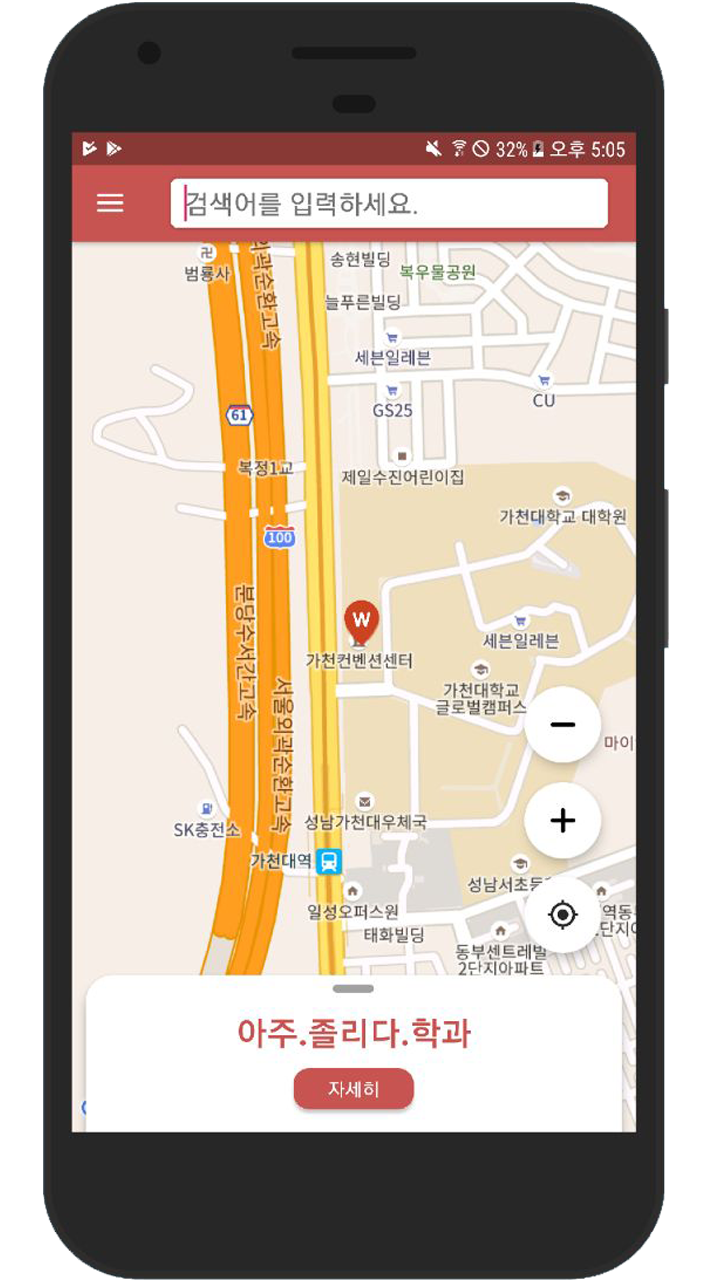 32% 오후 5:05
검색어를 입력하세요.
범룡사
외곽순환고속
송현빌딩
복우물공원
늘푸른빌딩
세븐일레븐
GS25
CU
61
복정1교
제일수진어린이집
가천대학교 대학원
100
분당수서간고속
W
세븐일레븐
가천컨벤션센터
가천대학교
글로벌캠퍼스
서울외곽순환고속
마이
SK충전소
성남가천대우체국
가천대역
성남서초등
일성오퍼스원
역동
태화빌딩
단지
동부센트레빌
2단지아파트
아주.졸리다.학과
자세히